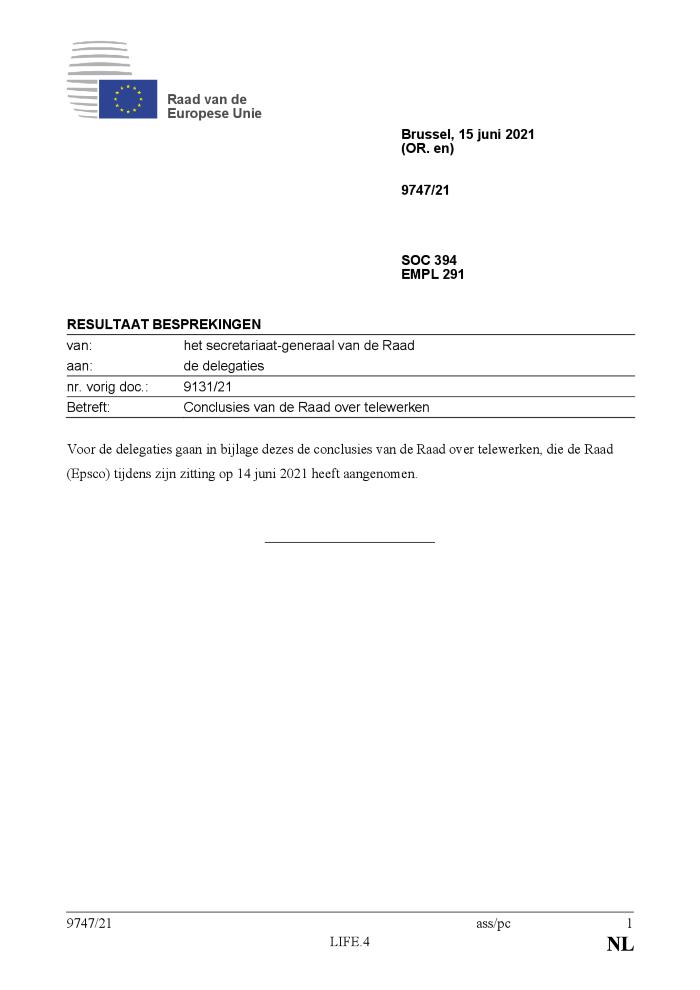 Raad van de
Europese Unie
Brussel, 15 juni 2021
(OR. en)
9747/21
SOC 394
EMPL 291
RESULTAAT BESPREKINGEN
van: het secretariaat-generaal van de Raad
aan: de delegaties
nr. vorig doc.: 9131/21
Betreft: Conclusies van de Raad over telewerken
Voor de delegaties gaan in bijlage dezes de conclusies van de Raad over telewerken, die de Raad
(Epsco) tijdens zijn zitting op 14 juni 2021 heeft aangenomen.
9747/21 ass/pc 1
LIFE.4 NL